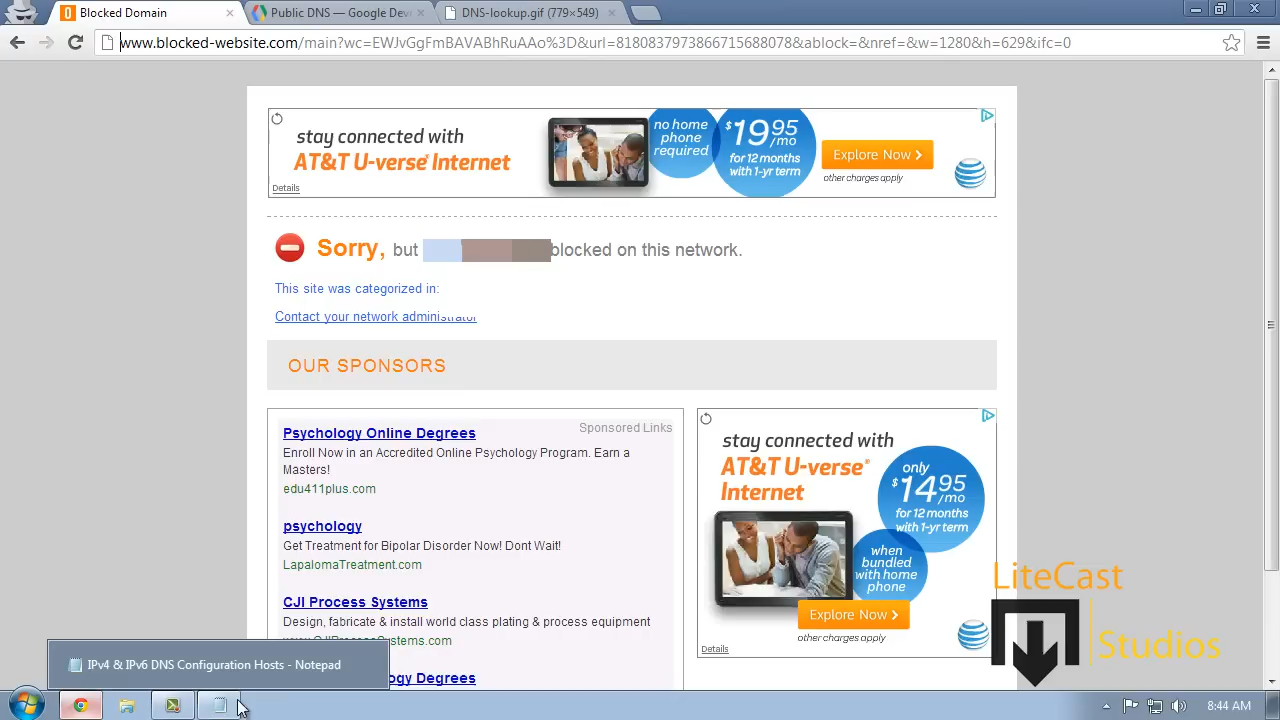 Blocked Domain
Public DNS — Google Dev
DNS-lookup.gif (779×549)
www.blocked-website.com/main?wc=EWJvGgFmBAVABhRuAAo%3D&url=8180837973866715688078&ablock=&nref=&w=1280&h=629&ifc=0
stay connected with
AT&T U-verse® Internet
no home
phone
required
$19.95/mo
for 12 months
with 1-yr term
Explore Now
other charges apply
Details
Sorry, but blocked on this network.
This site was categorized in:
Contact your network administrator
OUR SPONSORS
Sponsored Links
Psychology Online Degrees
Enroll Now in an Accredited Online Psychology Program. Earn a
Masters!
edu411plus.com
psychology
Get Treatment for Bipolar Disorder Now! Dont Wait!
LapalomaTreatment.com
CJI Process Systems
Design, fabricate & install world class plating & process equipment
stay connected with
AT&T U-verse®
Internet
only
$14.95/mo
for 12 months
with 1-yr term
when
bundled
with home
phone
Explore Now
other charges apply
Details
LiteCast
Studios
IPv4 & IPv6 DNS Configuration Hosts - Notepad
8:44 AM